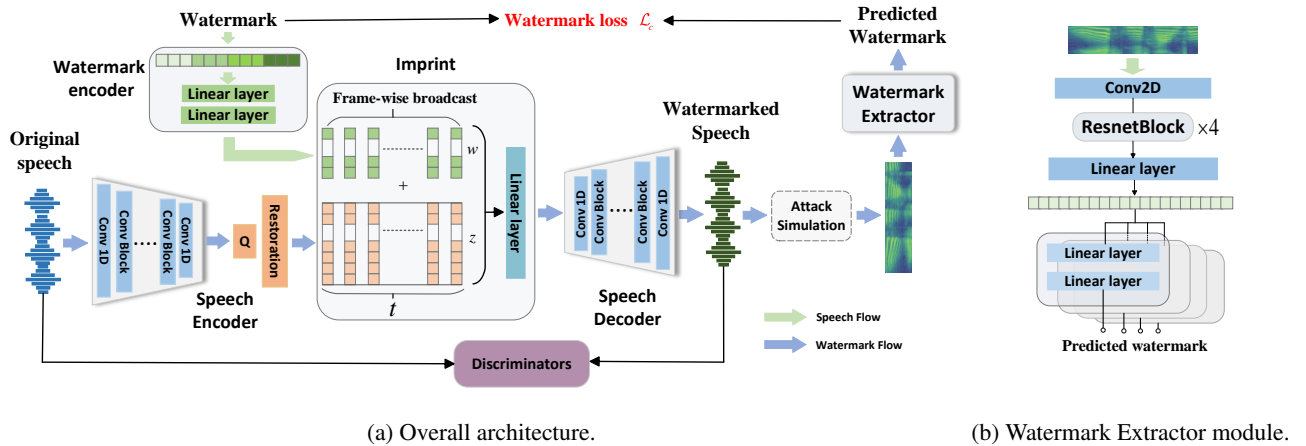 Watermark
Watermark loss ℒc
Predicted
Watermark
Watermark
encoder
Linear layer
Linear layer
Imprint
Frame-wise broadcast
w
+
z
t
Linear layer
Original
speech
Conv 1D
Conv Block
Conv Block
Conv 1D
Speech
Encoder
Q
Restoration
Conv 1D
Conv Block
Conv Block
Conv 1D
Speech
Decoder
Watermarked
Speech
Attack
Simulation
Watermark
Extractor
Speech Flow
Watermark Flow
Discriminators
(a) Overall architecture.
Conv2D
ResnetBlock ×4
Linear layer
Linear layer
Linear layer
Predicted watermark
(b) Watermark Extractor module.